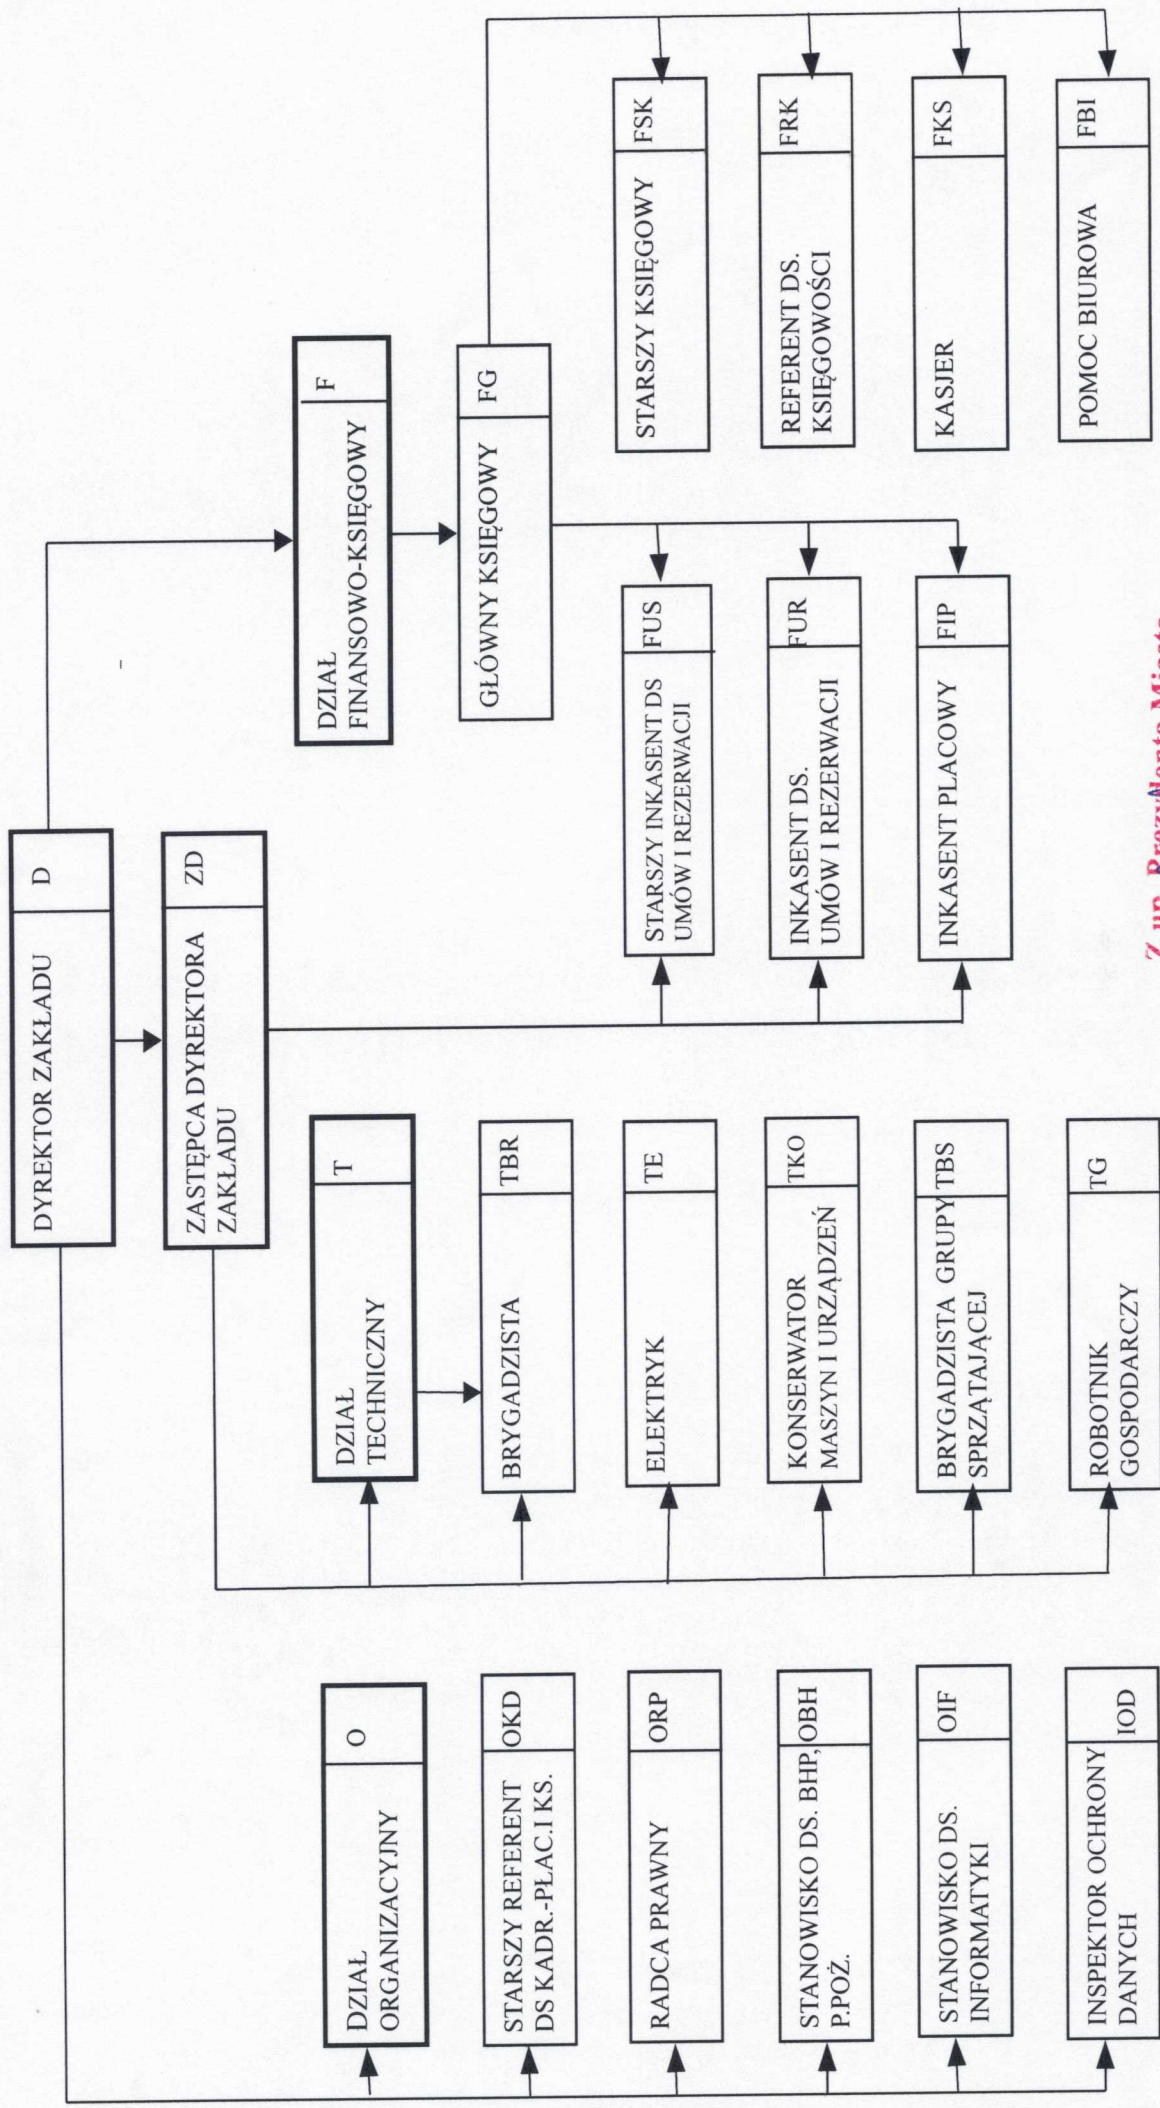 DYREKTOR ZAKŁADU D
ZASTĘPCA DYREKTORA
ZAKŁADU
ZD
DZIAŁ
ORGANIZACYJNY
O
STARSZY REFERENT
DS KADR.-PŁAC.I KS.
OKD
RADCA PRAWNY ORP
STANOWISKO DS. BHP,
P.POŻ.
OBH
STANOWISKO DS.
INFORMATYKI
OIF
INSPEKTOR OCHRONY
DANYCH
IOD
DZIAŁ
TECHNICZNY
T
BRYGADZISTA TBR
ELEKTRYK TE
KONSERWATOR
MASZYN I URZĄDZEŃ
TKO
BRYGADZISTA GRUPY
SPRZĄTAJĄCEJ
TBS
ROBOTNIK
GOSPODARCZY
TG
DZIAŁ
FINANSOWO-KSIĘGOWY
F
GŁÓWNY KSIĘGOWY FG
STARSZY INKASENT DS
UMÓW I REZERWACJI
FUS
INKASENT DS.
UMÓW I REZERWACJI
FUR
INKASENT PLACOWY FIP
STARSZY KSIĘGOWY FSK
REFERENT DS.
KSIĘGOWOŚCI
FRK
KASJER FKS
POMOC BIUROWA FBI
Z up. Prezydenta Miasta